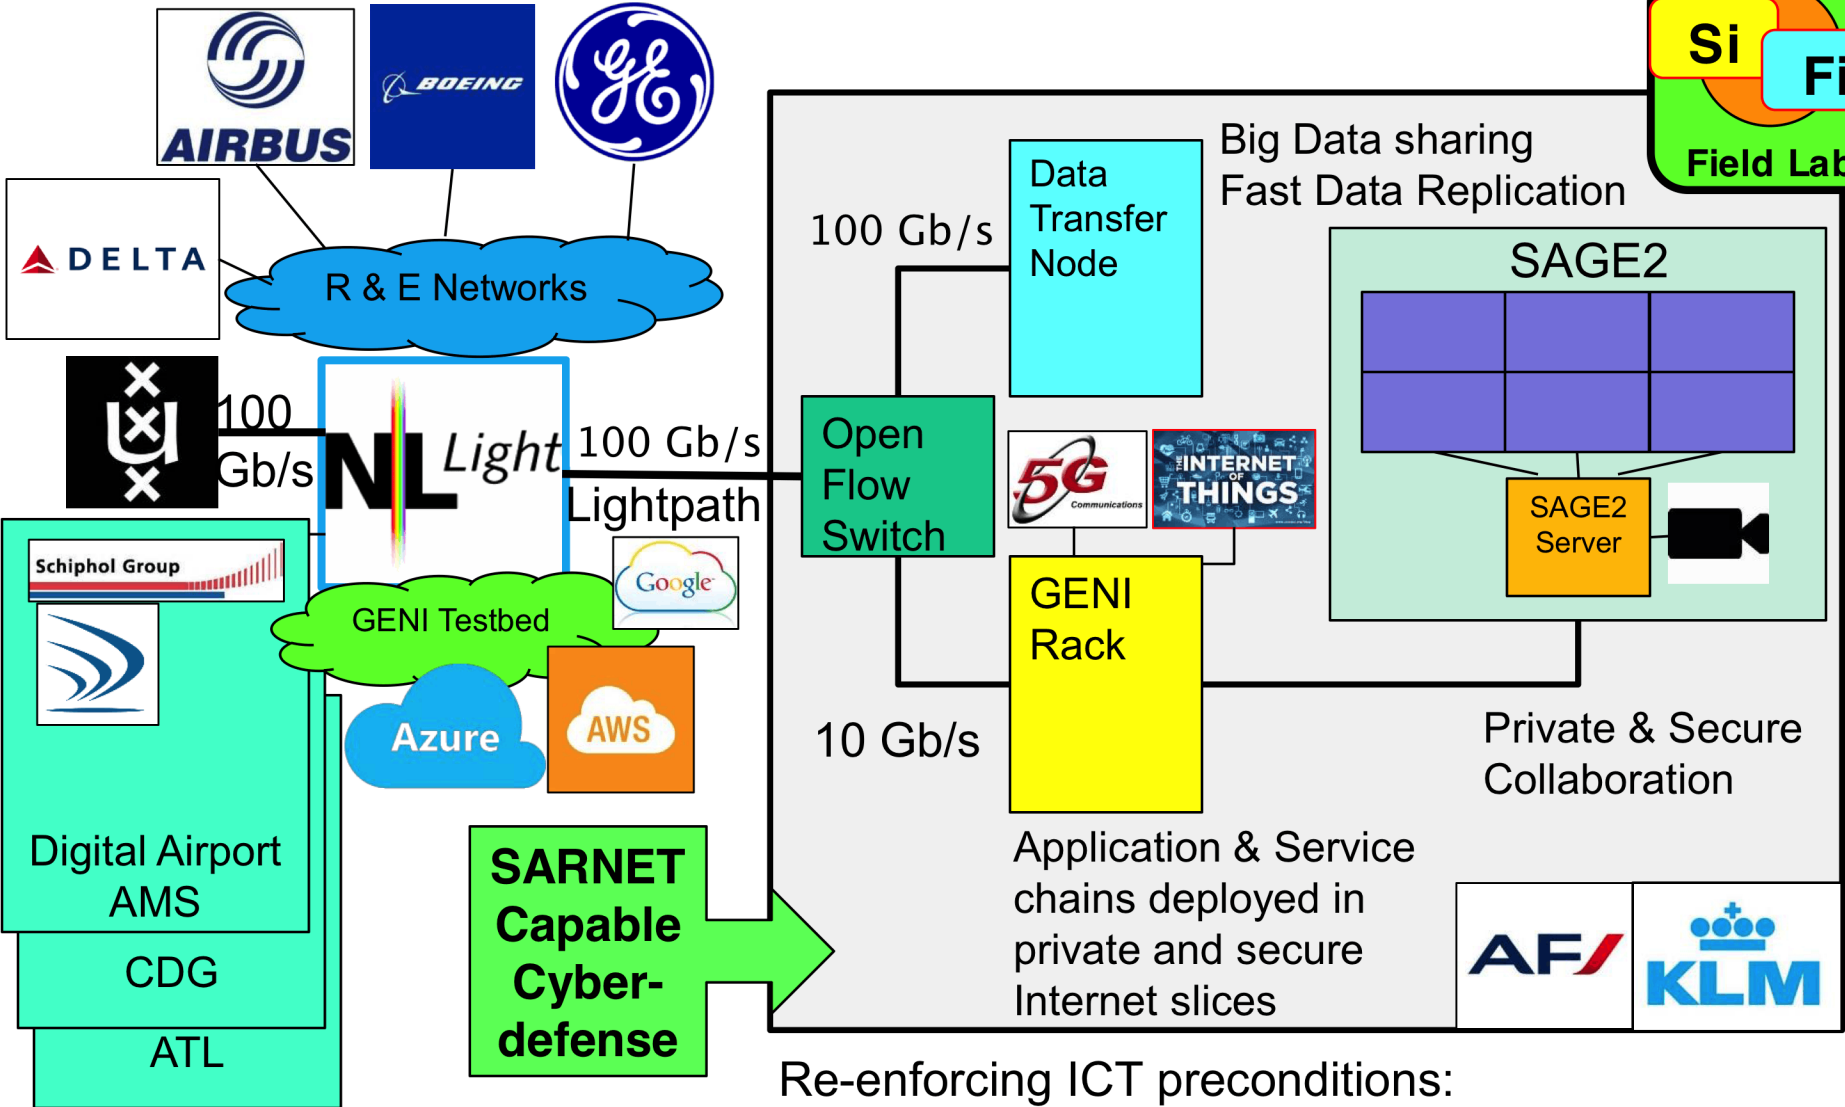 AIRBUS
BOEING
GE
DELTA
R & E Networks
100
Gb/s
NL Light
100 Gb/s
Lightpath
Schiphol Group
GENI Testbed
Google
Azure
AWS
Digital Airport
AMS
CDG
ATL
SARNET
Capable
Cyber-
defense
Si
Fi
Field Lab
Big Data sharing
Fast Data Replication
Data
Transfer
Node
100 Gb/s
Open
Flow
Switch
5G
Communications
THE
INTERNET
OF
THINGS
GENI
Rack
10 Gb/s
SAGE2
SAGE2
Server
Private & Secure
Collaboration
Application & Service
chains deployed in
private and secure
Internet slices
AF
KLM
Re-enforcing ICT preconditions: